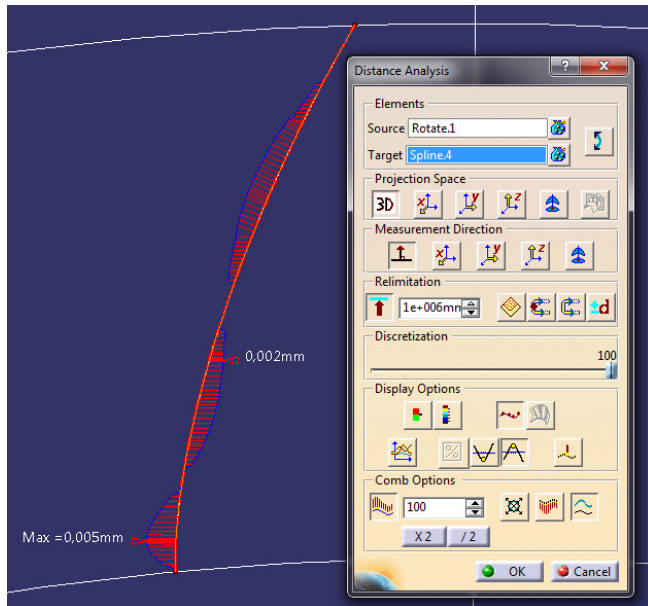 Distance Analysis
Elements
Source Rotate.1
Target Spline.4
Projection Space
3D x y z
Measurement Direction
x y z
Relimitation
1e+006mm
±d
Discretization
100
Display Options
%
Comb Options
100
X 2 / 2
OK Cancel
0,002mm
Max =0,005mm